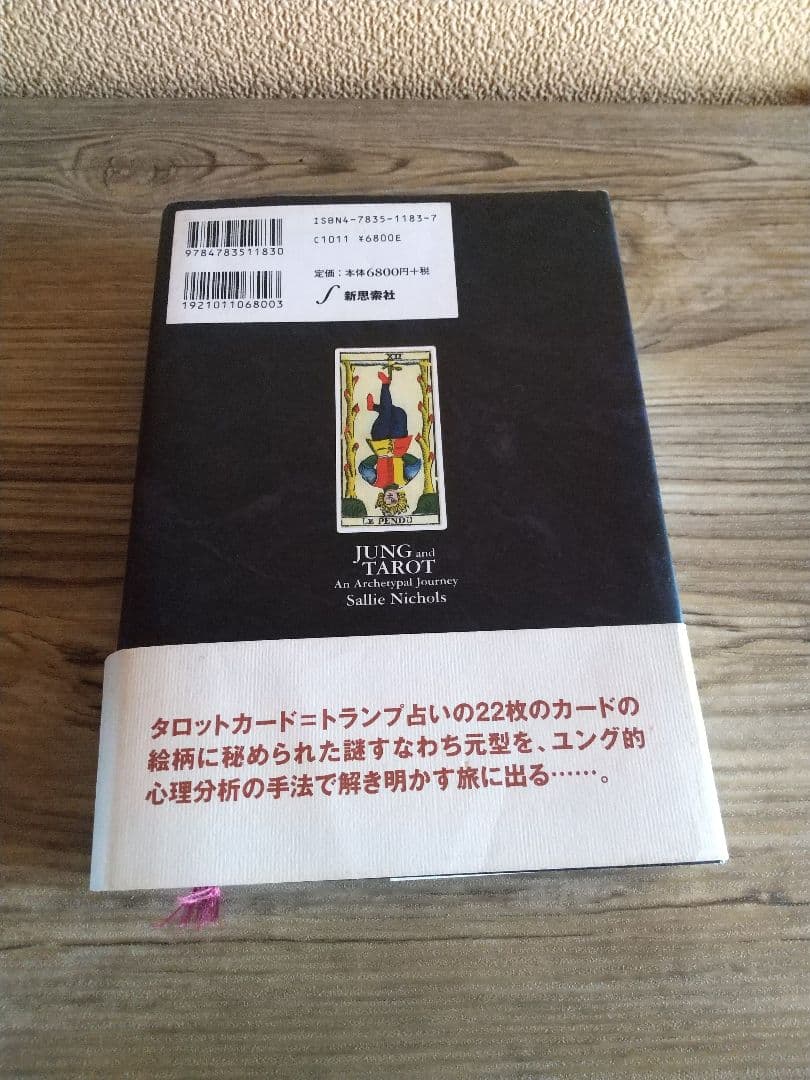 ISBN4-7835-1183-7
C1011 ¥6800E
9784783511830
定価：本体6800円+税
1921011068003
新思索社
XII
LE PENDU
JUNG and
TAROT
An Archetypal Journey
Sallie Nichols
タロットカード=トランプ占いの22枚のカードの
絵柄に秘められた謎すなわち元型を、ユング的
心理分析の手法で解き明かす旅に出る……。